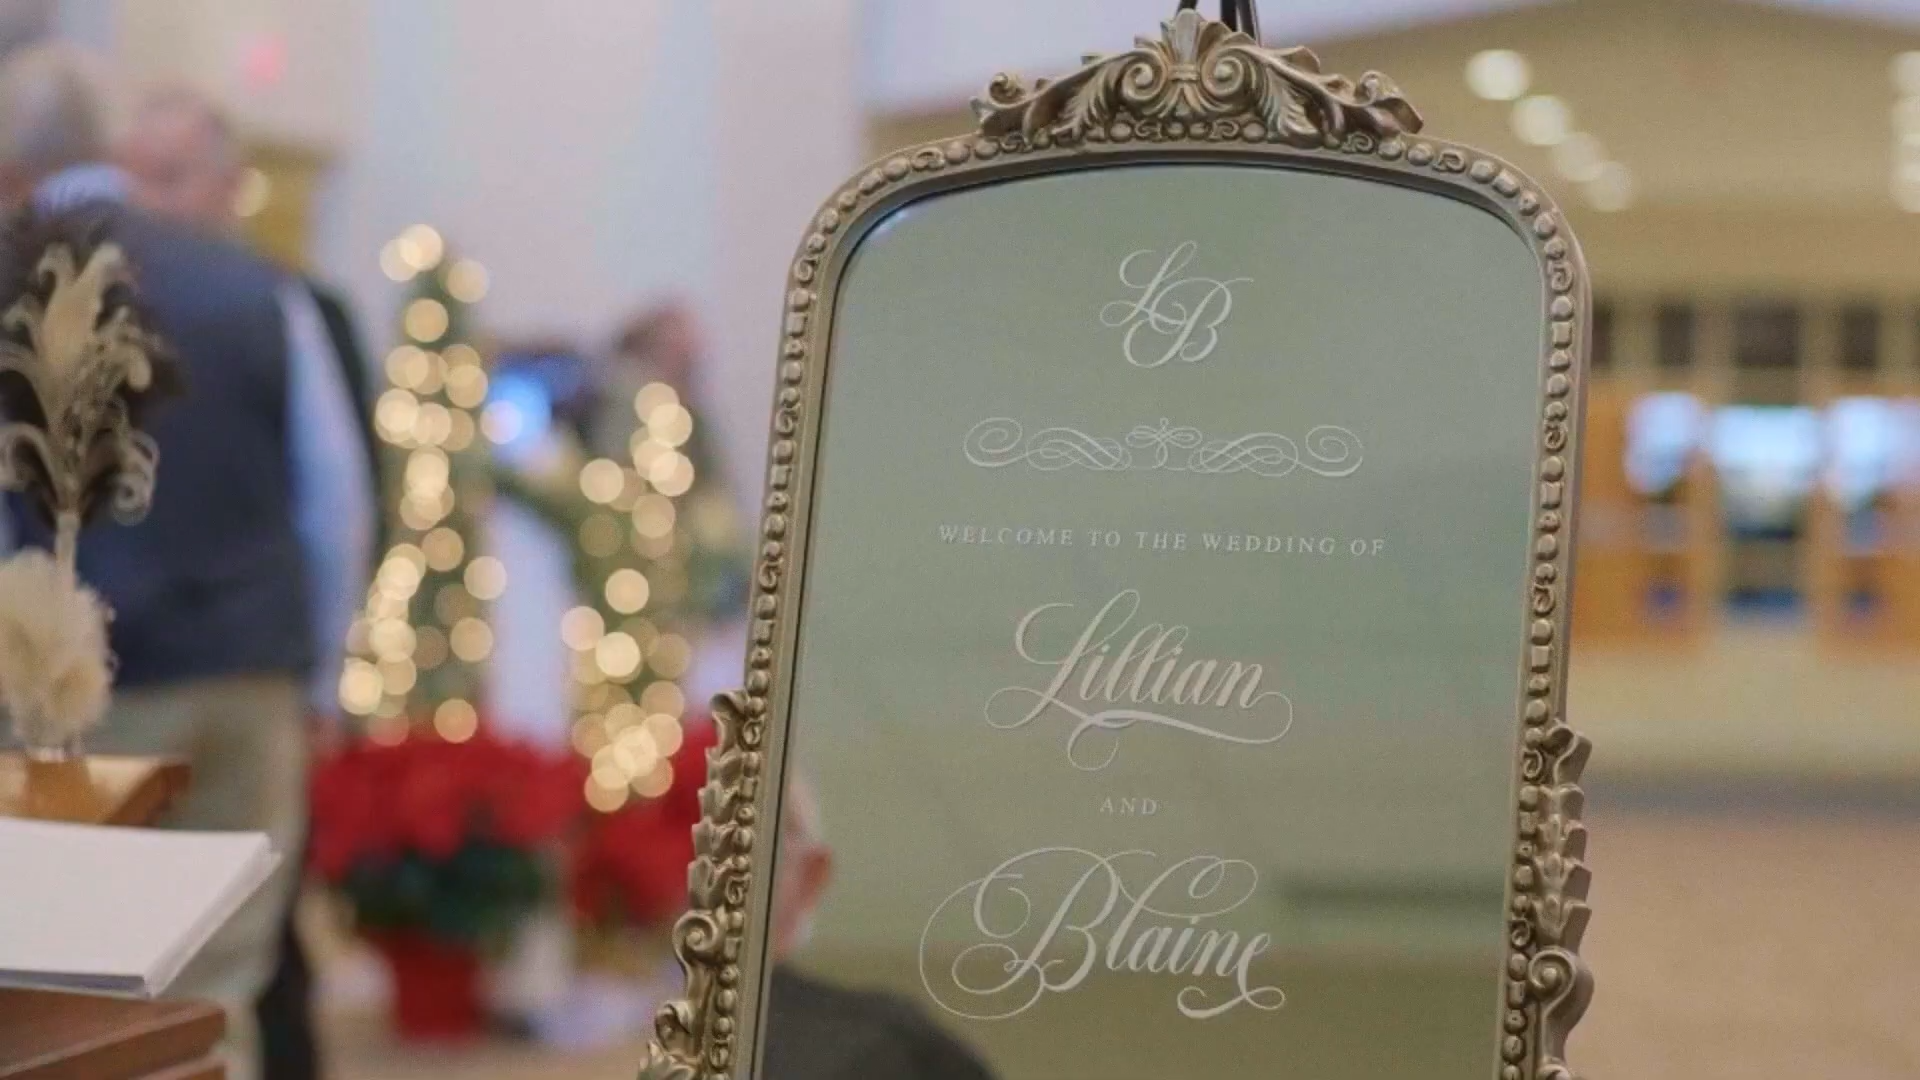 LB
WELCOME TO THE WEDDING OF
Lillian
AND
Blaine